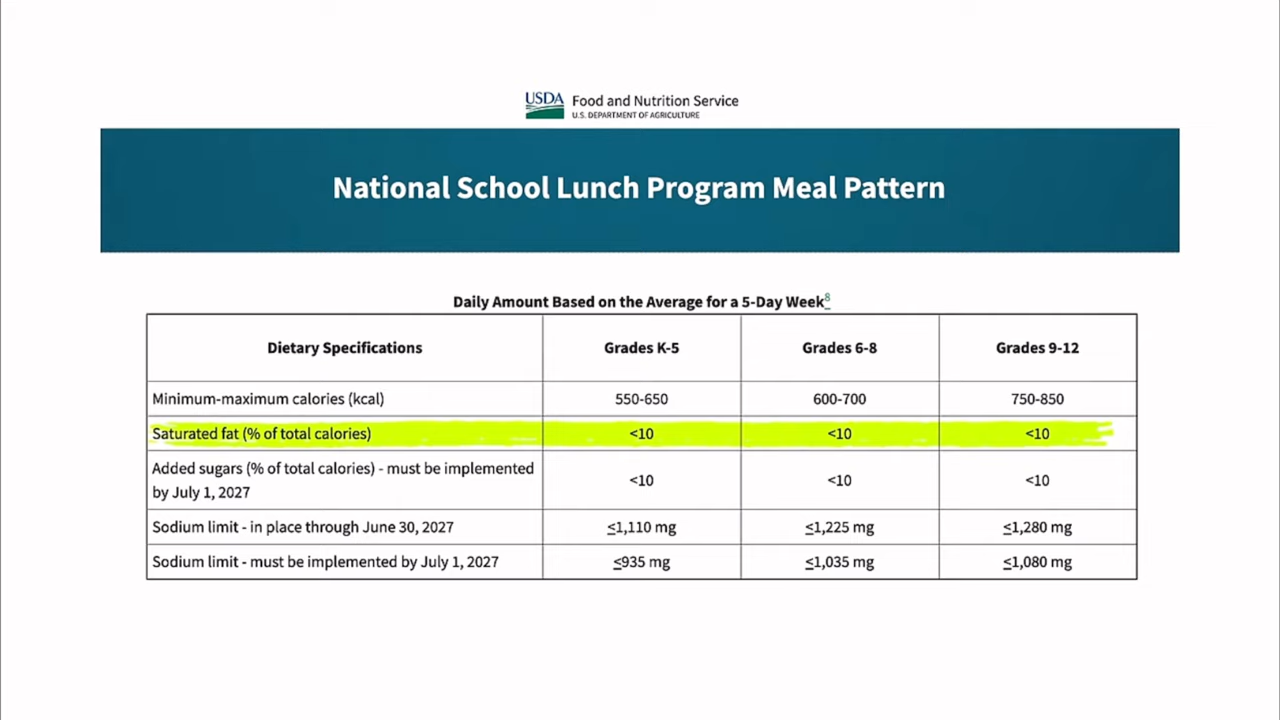 USDA Food and Nutrition Service
U.S. DEPARTMENT OF AGRICULTURE
National School Lunch Program Meal Pattern
Daily Amount Based on the Average for a 5-Day Week8
Dietary Specifications Grades K-5 Grades 6-8 Grades 9-12
Minimum-maximum calories (kcal) 550-650 600-700 750-850
Saturated fat (% of total calories) <10 <10 <10
Added sugars (% of total calories) - must be implemented
by July 1, 2027 <10 <10 <10
Sodium limit - in place through June 30, 2027 ≤1,110 mg ≤1,225 mg ≤1,280 mg
Sodium limit - must be implemented by July 1, 2027 ≤935 mg ≤1,035 mg ≤1,080 mg